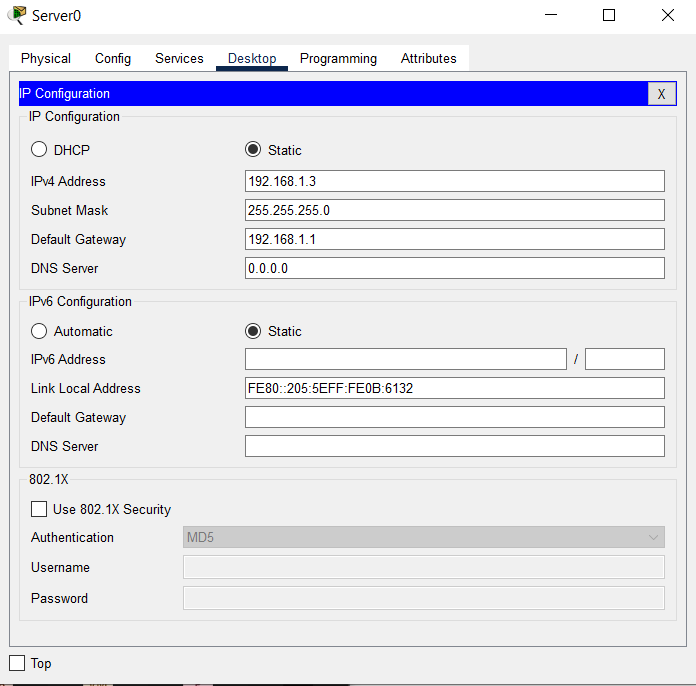 Server0
Physical Config Services Desktop Programming Attributes
IP Configuration X
IP Configuration
DHCP Static
IPv4 Address 192.168.1.3
Subnet Mask 255.255.255.0
Default Gateway 192.168.1.1
DNS Server 0.0.0.0
IPv6 Configuration
Automatic Static
IPv6 Address /
Link Local Address FE80::205:5EFF:FE0B:6132
Default Gateway
DNS Server
802.1X
Use 802.1X Security
Authentication MD5
Username
Password
Top